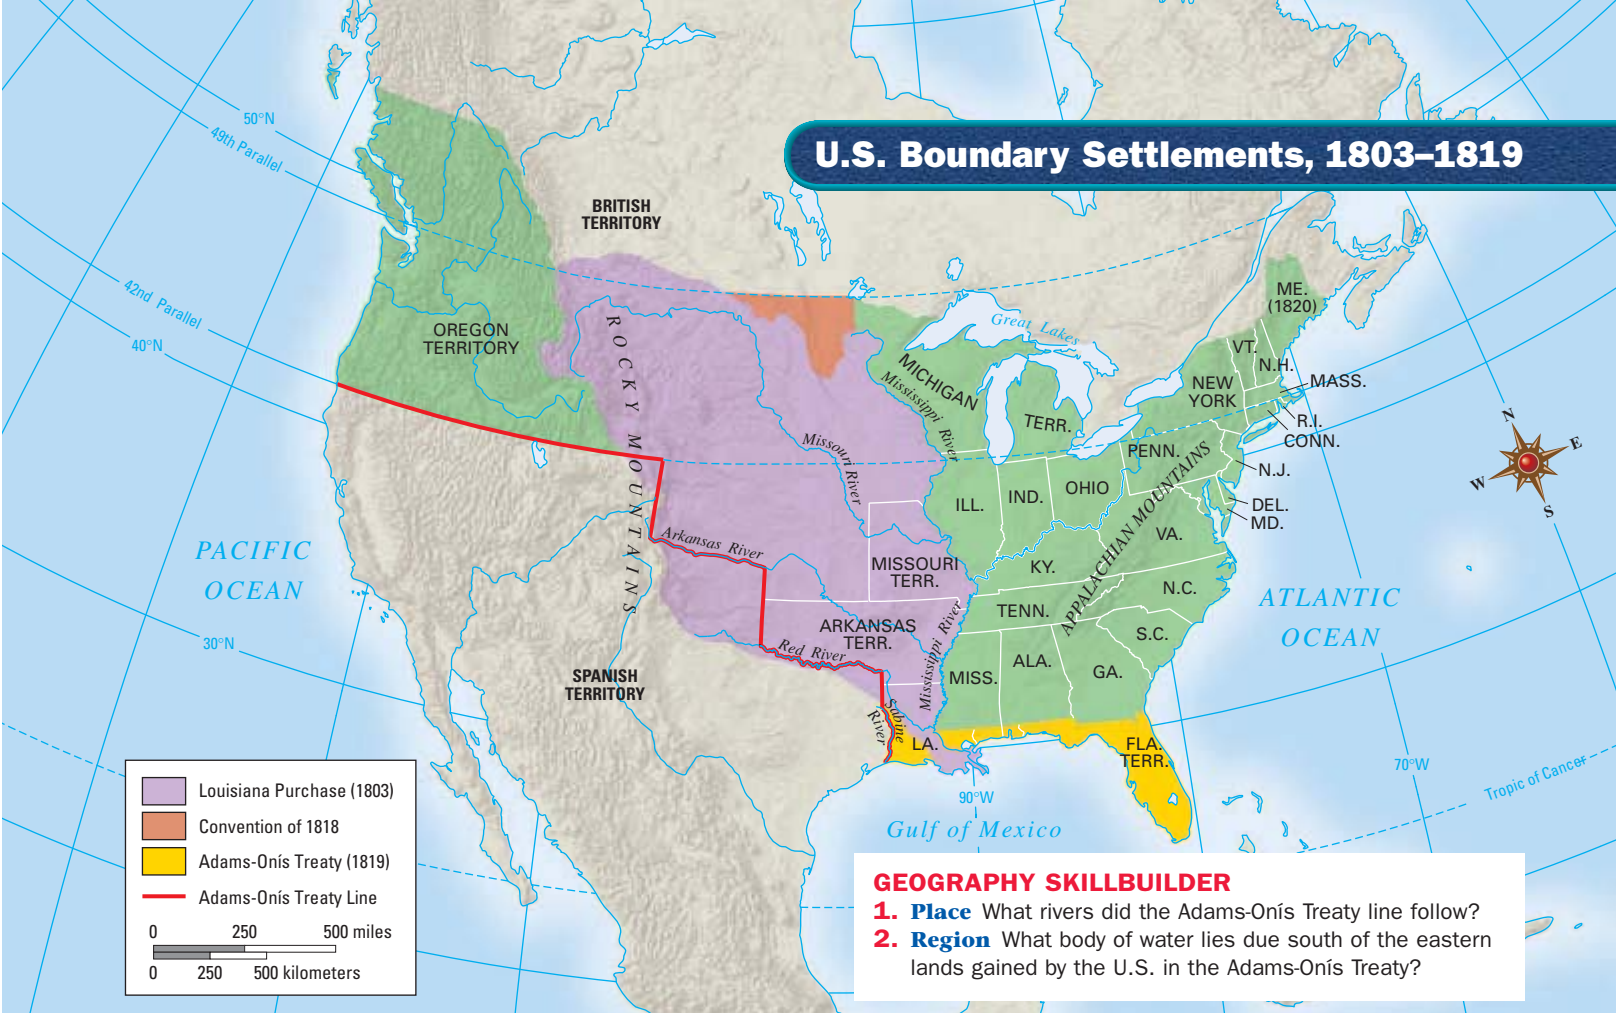 U.S. Boundary Settlements, 1803–1819
50°N
49th Parallel
42nd Parallel
40°N
30°N
BRITISH
TERRITORY
OREGON
TERRITORY
ROCKY MOUNTAINS
Great Lakes
ME.
(1820)
VT.
N.H.
MASS.
NEW
YORK
R.I.
CONN.
MICHIGAN
TERR.
Mississippi River
Missouri River
PENN.
N.J.
ILL.
IND.
OHIO
DEL.
MD.
APPALACHIAN MOUNTAINS
VA.
N
E
W
S
PACIFIC
OCEAN
Arkansas River
MISSOURI
TERR.
KY.
N.C.
ATLANTIC
OCEAN
TENN.
ARKANSAS
TERR.
Mississippi River
S.C.
Red River
MISS.
ALA.
GA.
SPANISH
TERRITORY
Sabine
River
LA.
FLA.
TERR.
90°W
70°W
Tropic of Cancer
Gulf of Mexico
Louisiana Purchase (1803)
Convention of 1818
Adams-Onís Treaty (1819)
Adams-Onís Treaty Line
0 250 500 miles
0 250 500 kilometers
GEOGRAPHY SKILLBUILDER
1. Place What rivers did the Adams-Onís Treaty line follow?
2. Region What body of water lies due south of the eastern
lands gained by the U.S. in the Adams-Onís Treaty?